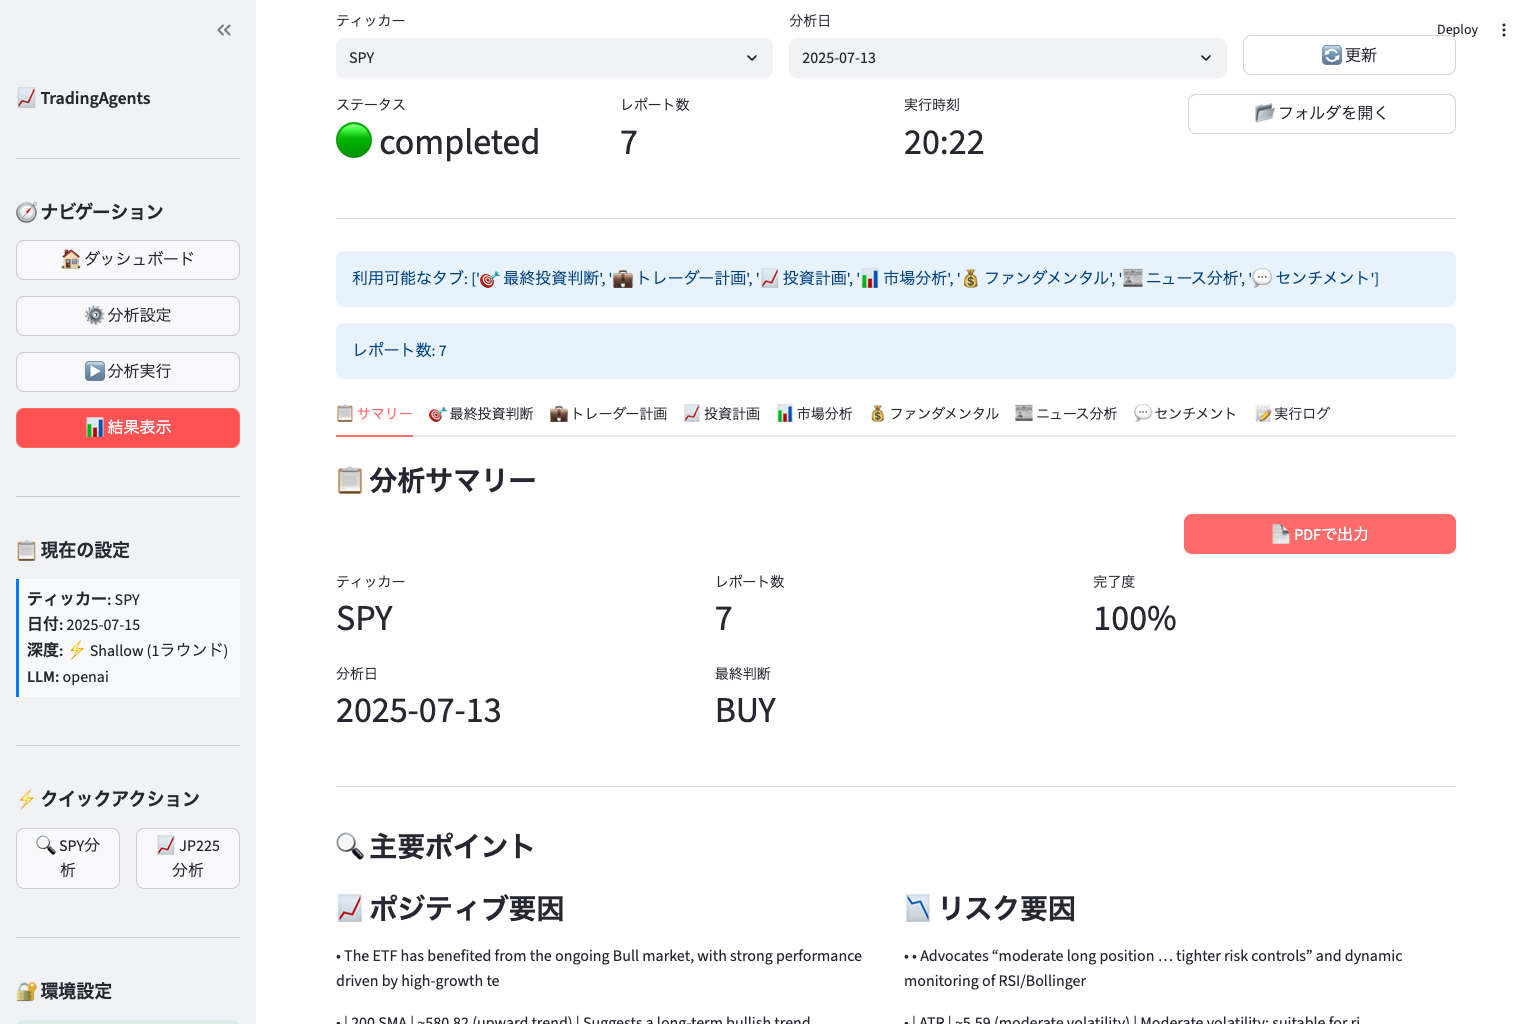 📈 TradingAgents
🧭 ナビゲーション
🏠 ダッシュボード
⚙️ 分析設定
▶️ 分析実行
📊 結果表示
📋 現在の設定
ティッカー: SPY
日付: 2025-07-15
深度: ⚡ Shallow (1ラウンド)
LLM: openai
⚡ クイックアクション
🔍 SPY分
析
📈 JP225
分析
🔐 環境設定
Deploy
ティッカー
SPY
分析日
2025-07-13
🔄 更新
ステータス
🟢 completed
レポート数
7
実行時刻
20:22
📂 フォルダを開く
利用可能なタブ: ['🎯 最終投資判断', '💼 トレーダー計画', '📈 投資計画', '📊 市場分析', '💰 ファンダメンタル', '📰 ニュース分析', '💬 センチメント']
レポート数: 7
📋 サマリー 🎯 最終投資判断 💼 トレーダー計画 📈 投資計画 📊 市場分析 💰 ファンダメンタル 📰 ニュース分析 💬 センチメント 📝 実行ログ
📋 分析サマリー
📄 PDFで出力
ティッカー
SPY
レポート数
7
完了度
100%
分析日
2025-07-13
最終判断
BUY
🔍 主要ポイント
📈 ポジティブ要因
• The ETF has benefited from the ongoing Bull market, with strong performance
driven by high-growth te
• | 200 SMA | ~580.82 (upward trend) | Suggests a long-term bullish trend
📉 リスク要因
• • Advocates “moderate long position … tighter risk controls” and dynamic
monitoring of RSI/Bollinger
• | ATR | ~5.59 (moderate volatility) | Moderate volatility; suitable for ri